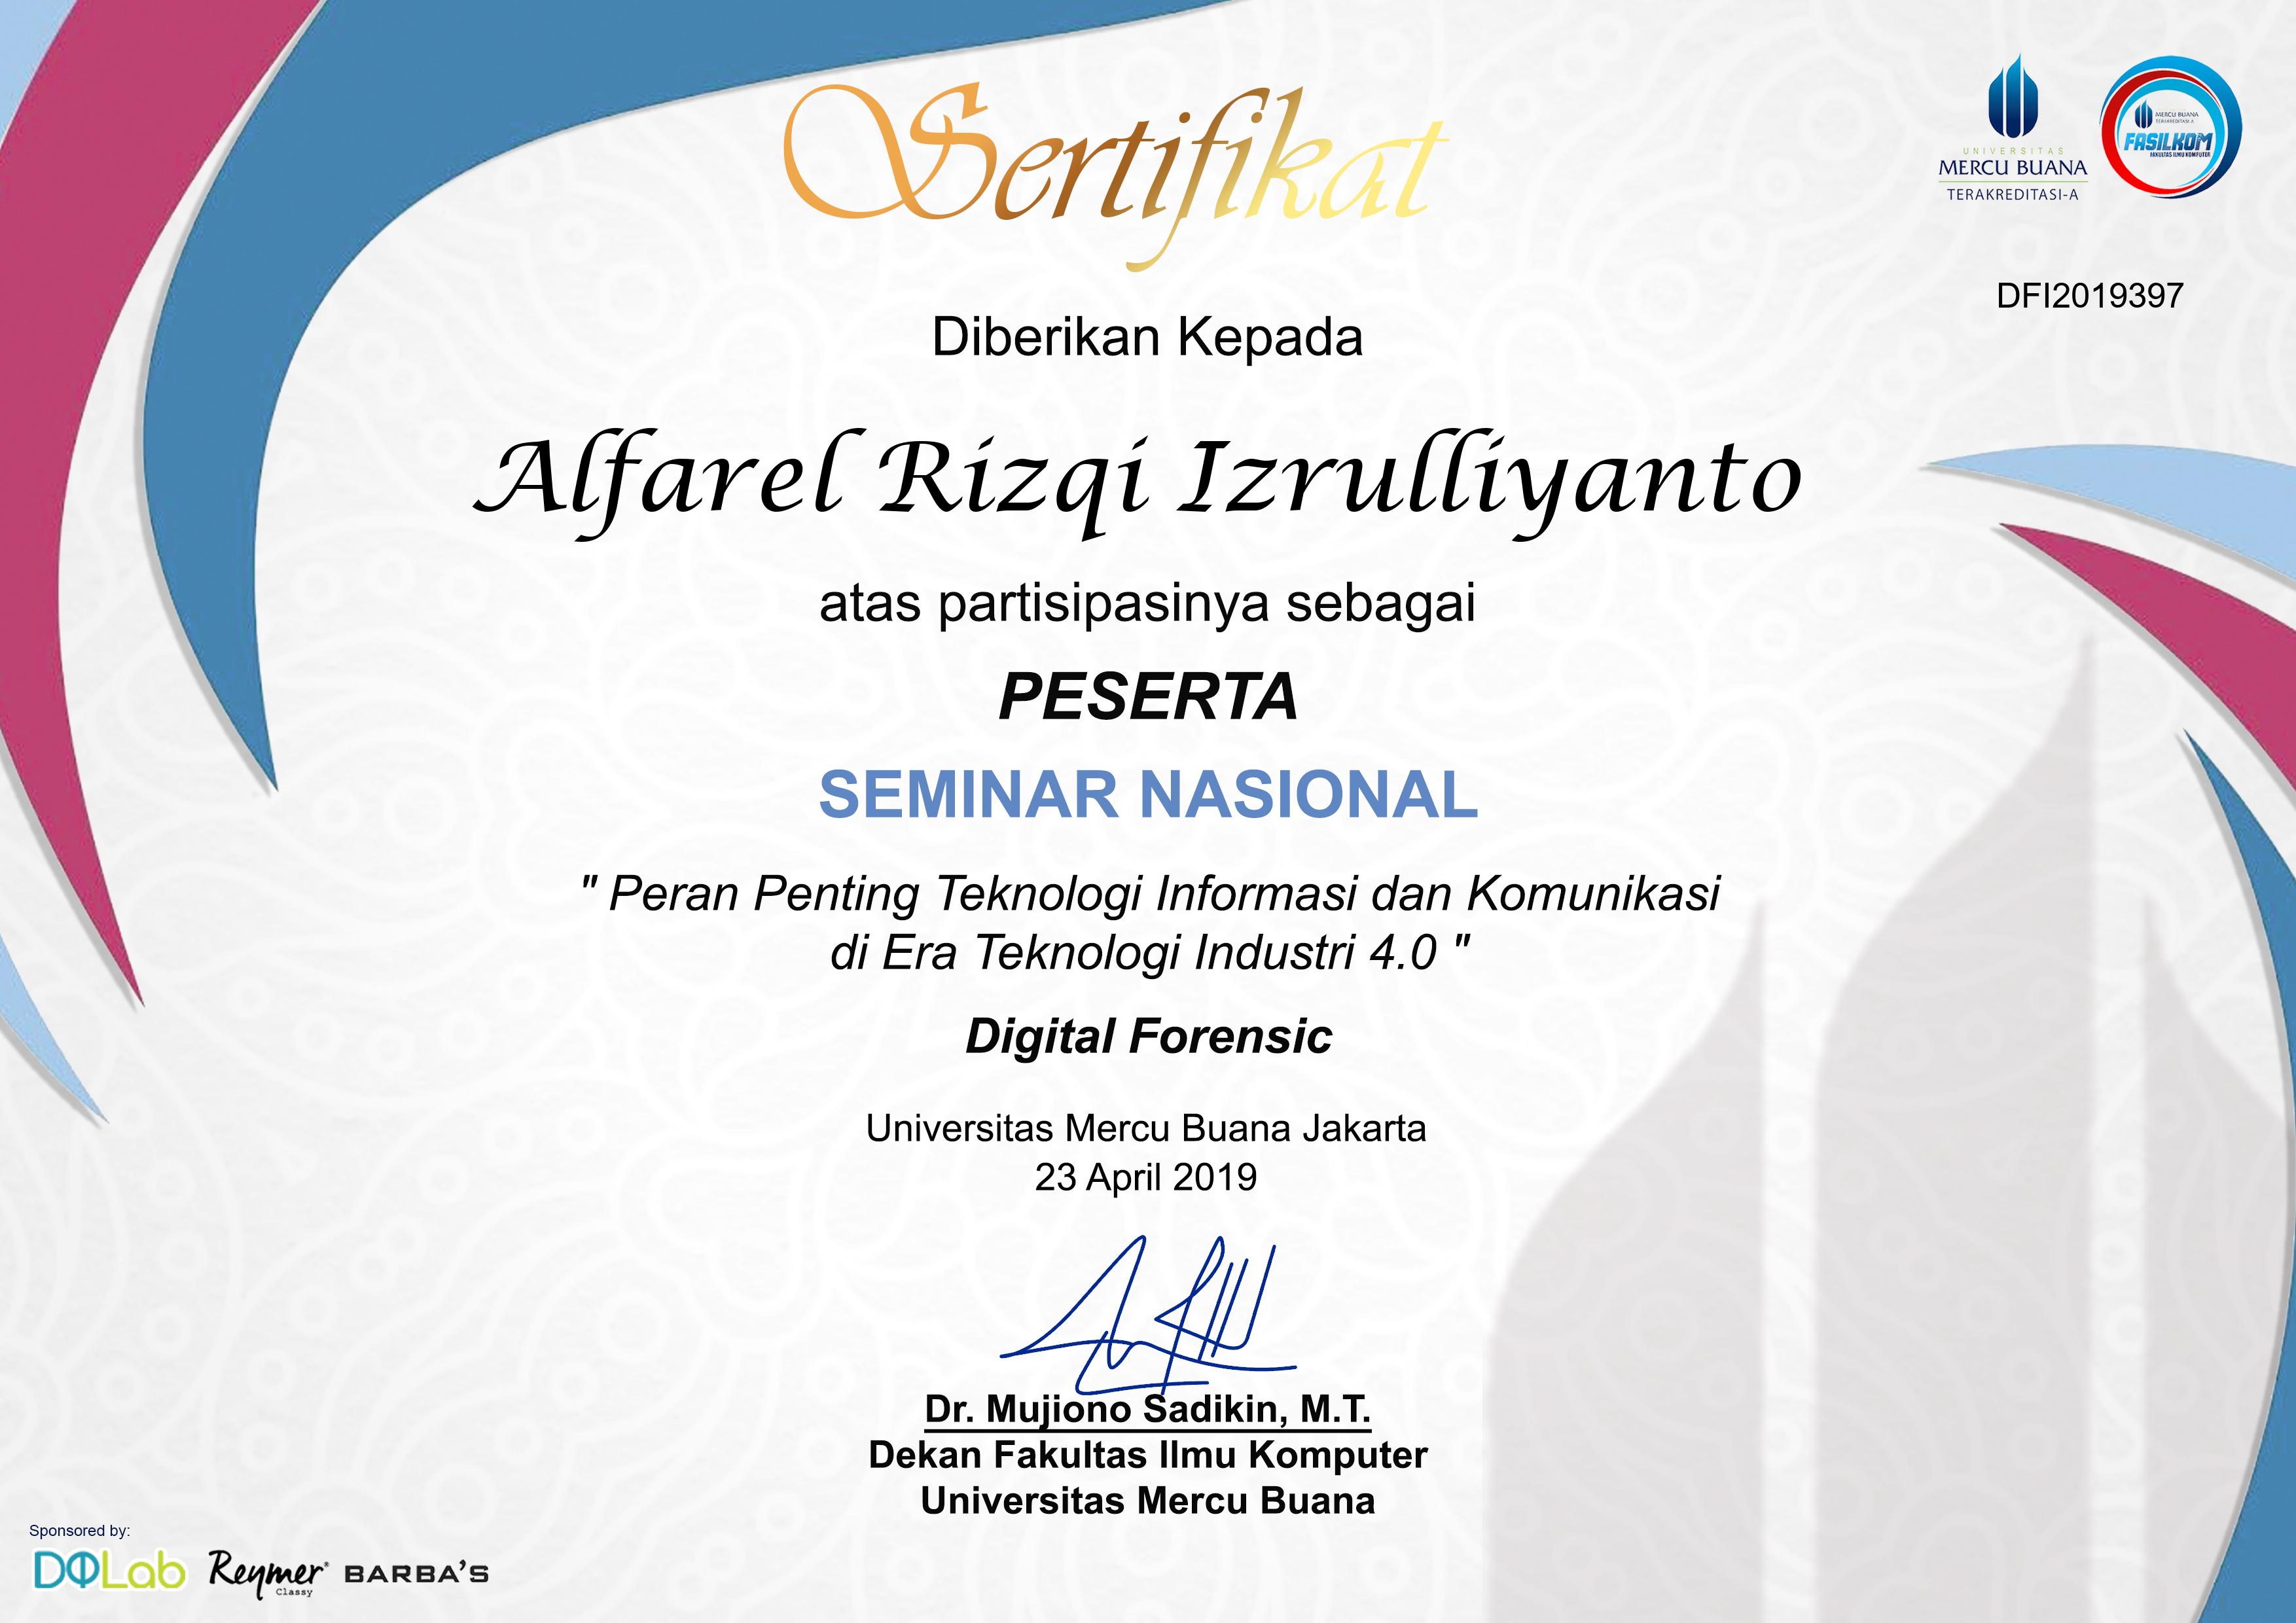 Sertifikat
UNIVERSITAS
MERCU BUANA
TERAKREDITASI-A
MERCU BUANA
TERAKREDITASI-A
FASILKOM
FAKULTAS ILMU KOMPUTER
DFI2019397
Diberikan Kepada
Alfarel Rizqi Izrulliyanto
atas partisipasinya sebagai
PESERTA
SEMINAR NASIONAL
" Peran Penting Teknologi Informasi dan Komunikasi
di Era Teknologi Industri 4.0 "
Digital Forensic
Universitas Mercu Buana Jakarta
23 April 2019
Dr. Mujiono Sadikin, M.T.
Dekan Fakultas Ilmu Komputer
Universitas Mercu Buana
Sponsored by:
DQLab Reymer® BARBA'S
Classy